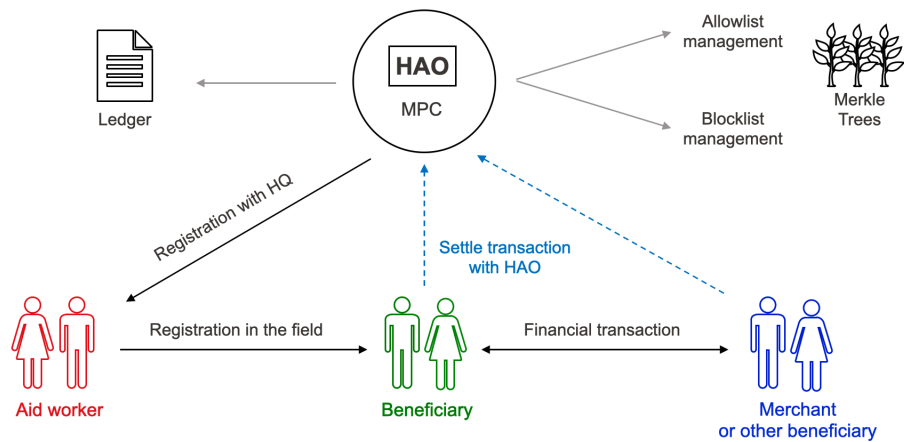 Allowlist
management
HAO
MPC
Ledger
Blocklist
management
Merkle
Trees
Registration with HQ
Settle transaction
with HAO
Registration in the field
Financial transaction
Aid worker
Beneficiary
Merchant
or other beneficiary